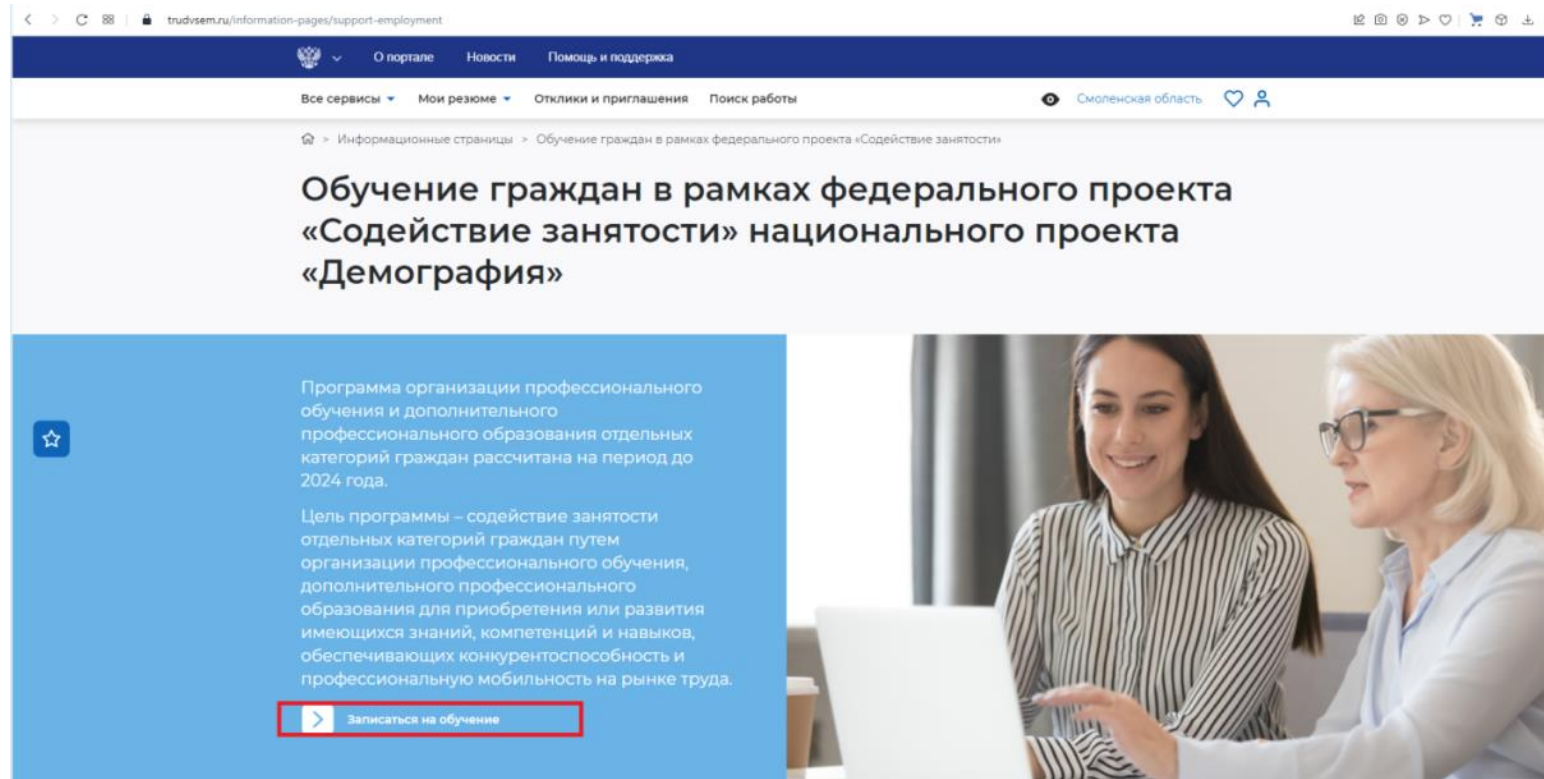 trudvsem.ru/information-pages/support-employment
О портале Новости Помощь и поддержка
Все сервисы Мои резюме Отклики и приглашения Поиск работы Смоленская область
> Информационные страницы > Обучение граждан в рамках федерального проекта «Содействие занятости»
Обучение граждан в рамках федерального проекта
«Содействие занятости» национального проекта
«Демография»
Программа организации профессионального
обучения и дополнительного
профессионального образования отдельных
категорий граждан рассчитана на период до
2024 года.
Цель программы – содействие занятости
отдельных категорий граждан путем
организации профессионального обучения,
дополнительного профессионального
образования для приобретения или развития
имеющихся знаний, компетенций и навыков,
обеспечивающих конкурентоспособность и
профессиональную мобильность на рынке труда.
Записаться на обучение